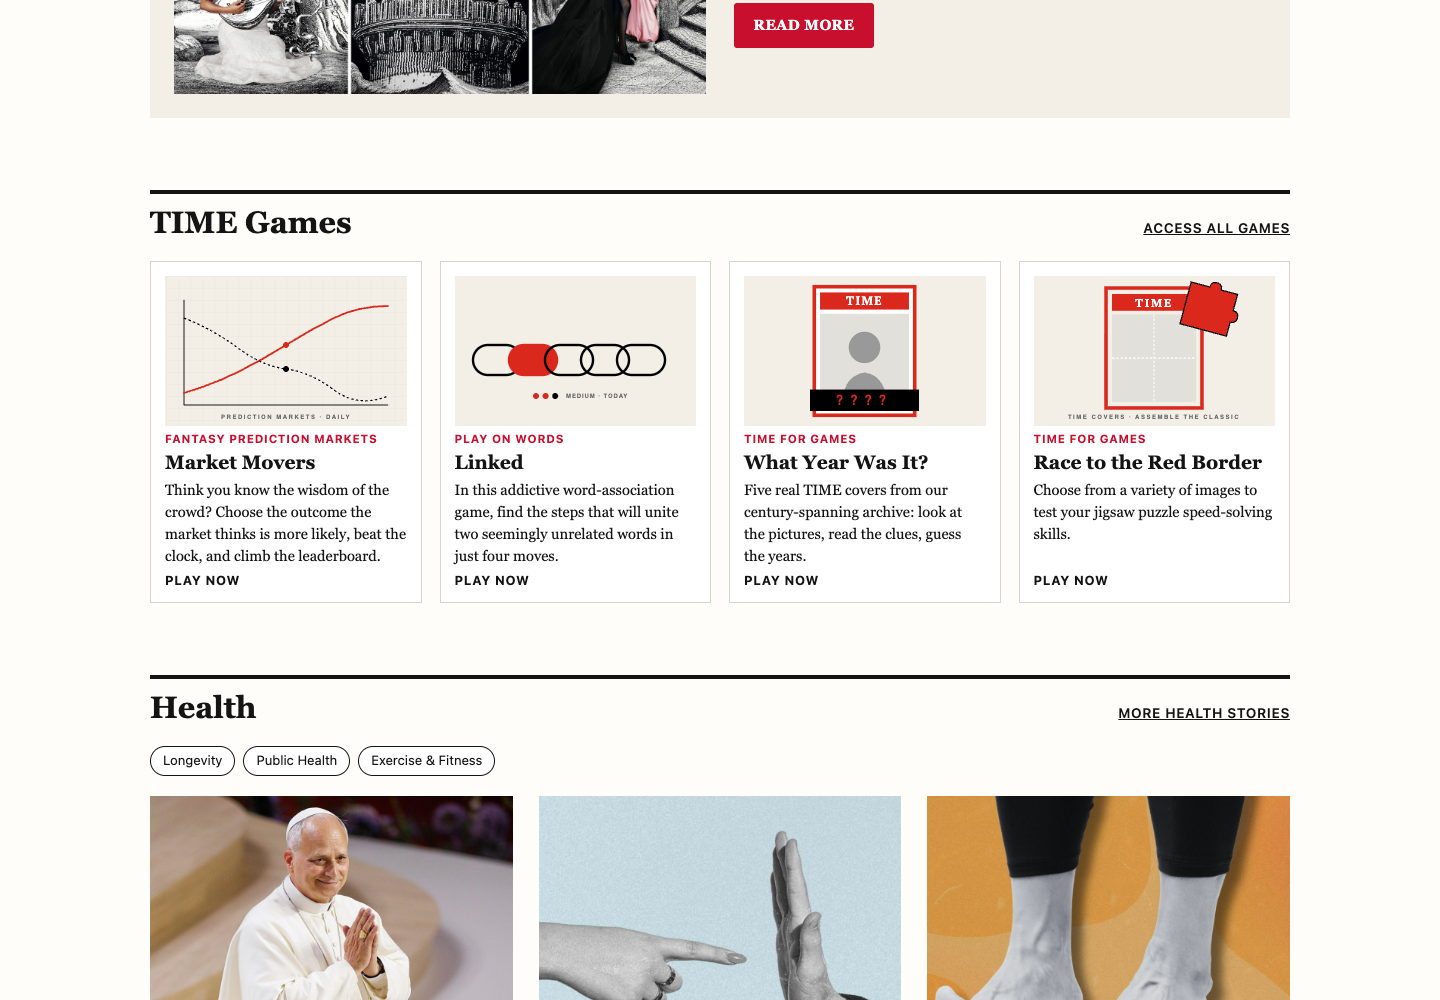 READ MORE
TIME Games
ACCESS ALL GAMES
PREDICTION MARKETS · DAILY
FANTASY PREDICTION MARKETS
Market Movers
Think you know the wisdom of the
crowd? Choose the outcome the
market thinks is more likely, beat the
clock, and climb the leaderboard.
PLAY NOW
MEDIUM · TODAY
PLAY ON WORDS
Linked
In this addictive word-association
game, find the steps that will unite
two seemingly unrelated words in
just four moves.
PLAY NOW
TIME
? ? ? ?
TIME FOR GAMES
What Year Was It?
Five real TIME covers from our
century-spanning archive: look at
the pictures, read the clues, guess
the years.
PLAY NOW
TIME
TIME COVERS · ASSEMBLE THE CLASSIC
TIME FOR GAMES
Race to the Red Border
Choose from a variety of images to
test your jigsaw puzzle speed-solving
skills.
PLAY NOW
Health
MORE HEALTH STORIES
Longevity
Public Health
Exercise & Fitness